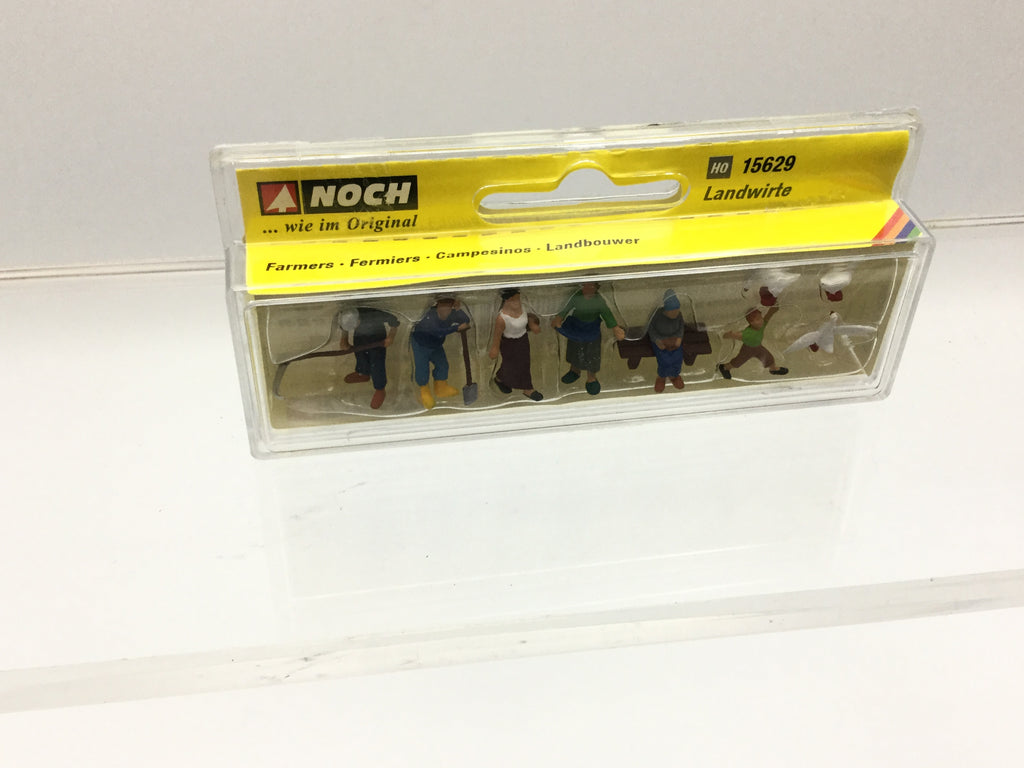 NOCH
... wie im Original
HO 15629
Landwirte
Farmers · Fermiers · Campesinos · Landbouwer